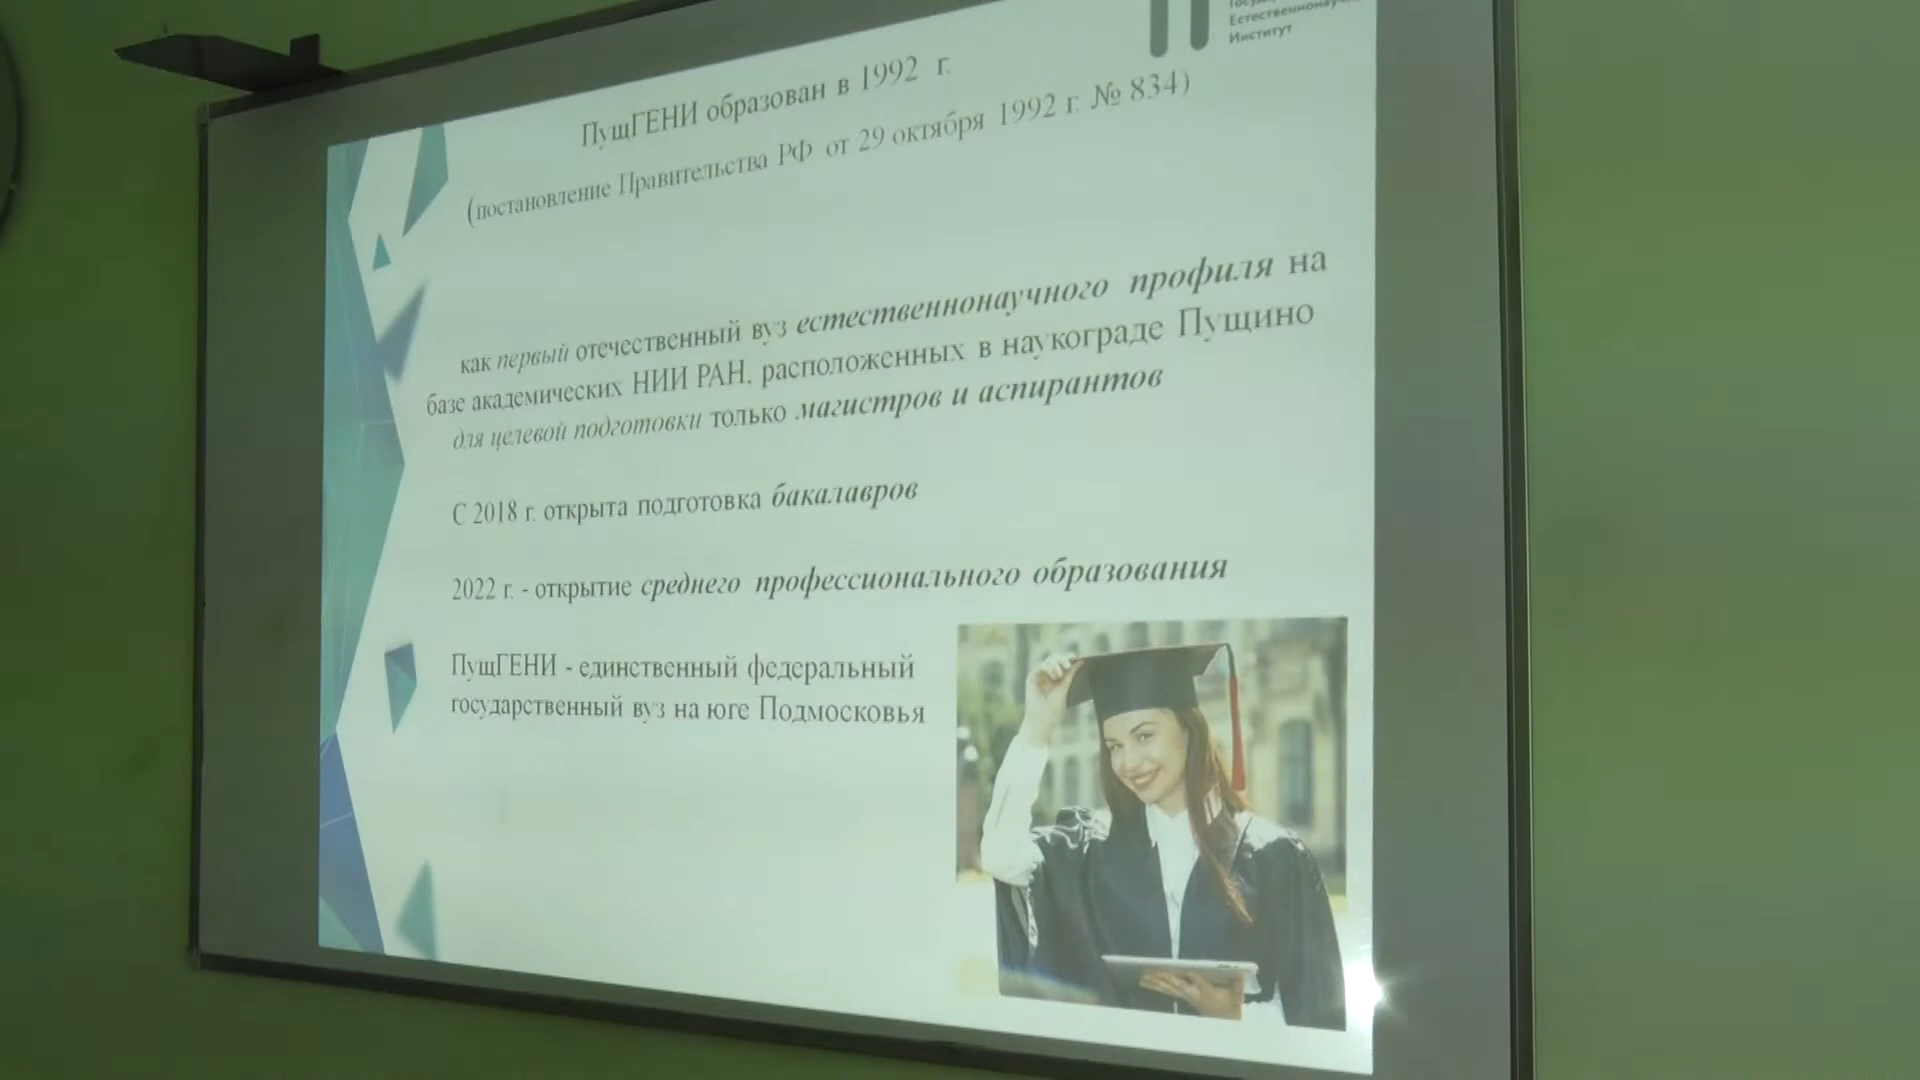 Естественнонауч
Институт
ПущГЕНИ образован в 1992 г.
(постановление Правительства РФ от 29 октября 1992 г. № 834)
как первый отечественный вуз естественнонаучного профиля на
базе академических НИИ РАН, расположенных в наукограде Пущино
для целевой подготовки только магистров и аспирантов
С 2018 г. открыта подготовка бакалавров
2022 г. - открытие среднего профессионального образования
ПущГЕНИ - единственный федеральный
государственный вуз на юге Подмосковья